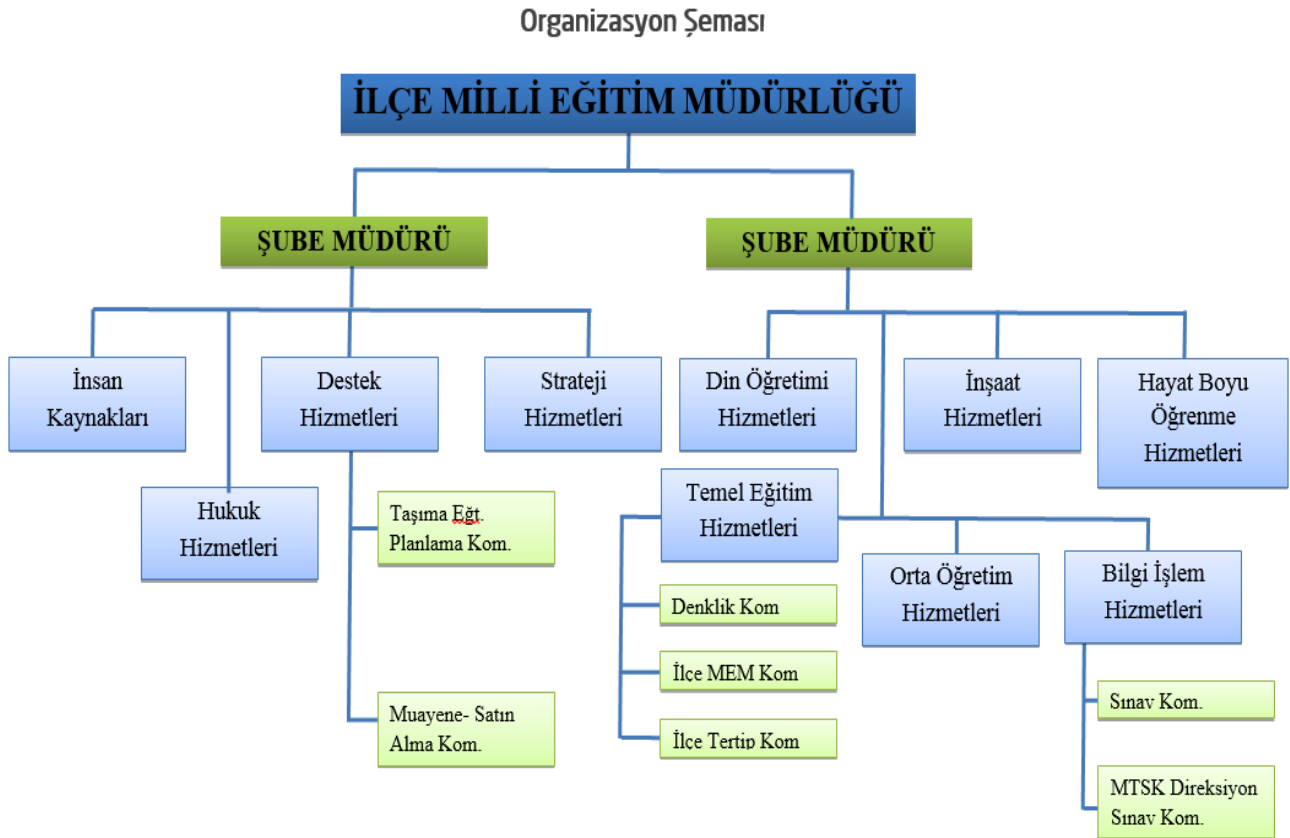 Organizasyon Şeması
İLÇE MİLLİ EĞİTİM MÜDÜRLÜĞÜ
ŞUBE MÜDÜRÜ
ŞUBE MÜDÜRÜ
İnsan
Kaynakları
Destek
Hizmetleri
Strateji
Hizmetleri
Din Öğretimi
Hizmetleri
İnşaat
Hizmetleri
Hayat Boyu
Öğrenme
Hizmetleri
Hukuk
Hizmetleri
Taşıma Eğt.
Planlama Kom.
Muayene- Satın
Alma Kom.
Temel Eğitim
Hizmetleri
Orta Öğretim
Hizmetleri
Bilgi İşlem
Hizmetleri
Denklik Kom
İlçe MEM Kom
İlçe Tertip Kom
Sınav Kom.
MTSK Direksiyon
Sınav Kom.